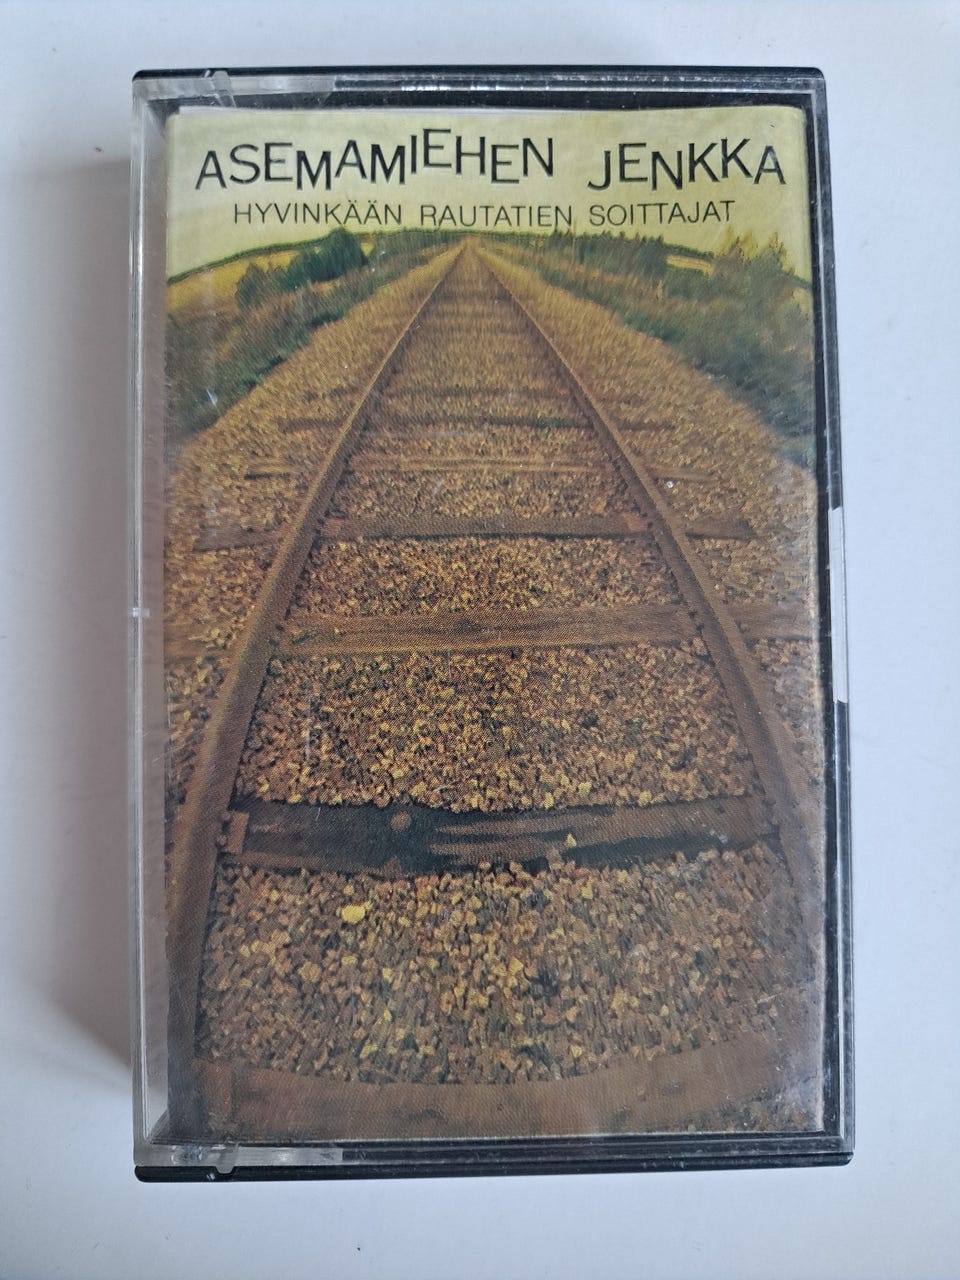 ASEMAMIEHEN JENKKA
HYVINKÄÄN RAUTATIEN SOITTAJAT